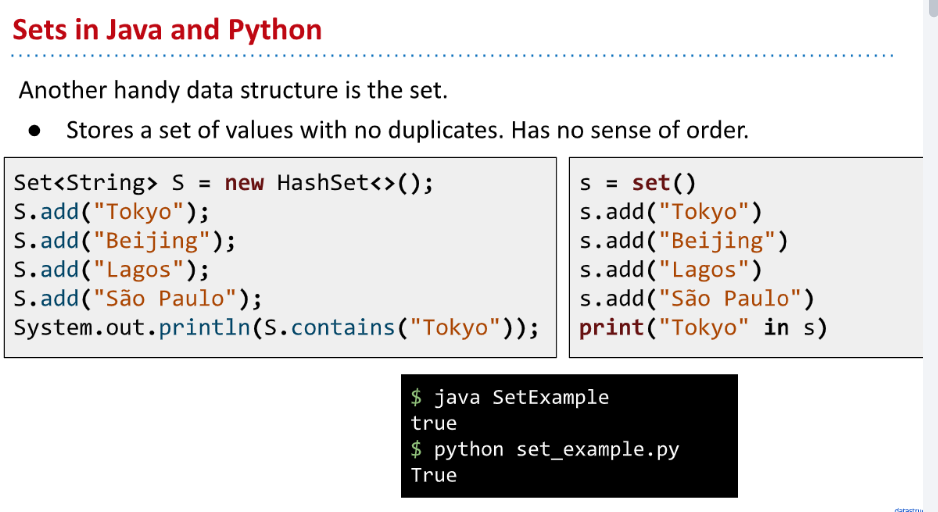 Sets in Java and Python
Another handy data structure is the set.
● Stores a set of values with no duplicates. Has no sense of order.
Set<String> S = new HashSet<>();
S.add("Tokyo");
S.add("Beijing");
S.add("Lagos");
S.add("São Paulo");
System.out.println(S.contains("Tokyo"));
s = set()
s.add("Tokyo")
s.add("Beijing")
s.add("Lagos")
s.add("São Paulo")
print("Tokyo" in s)
$ java SetExample
true
$ python set_example.py
True